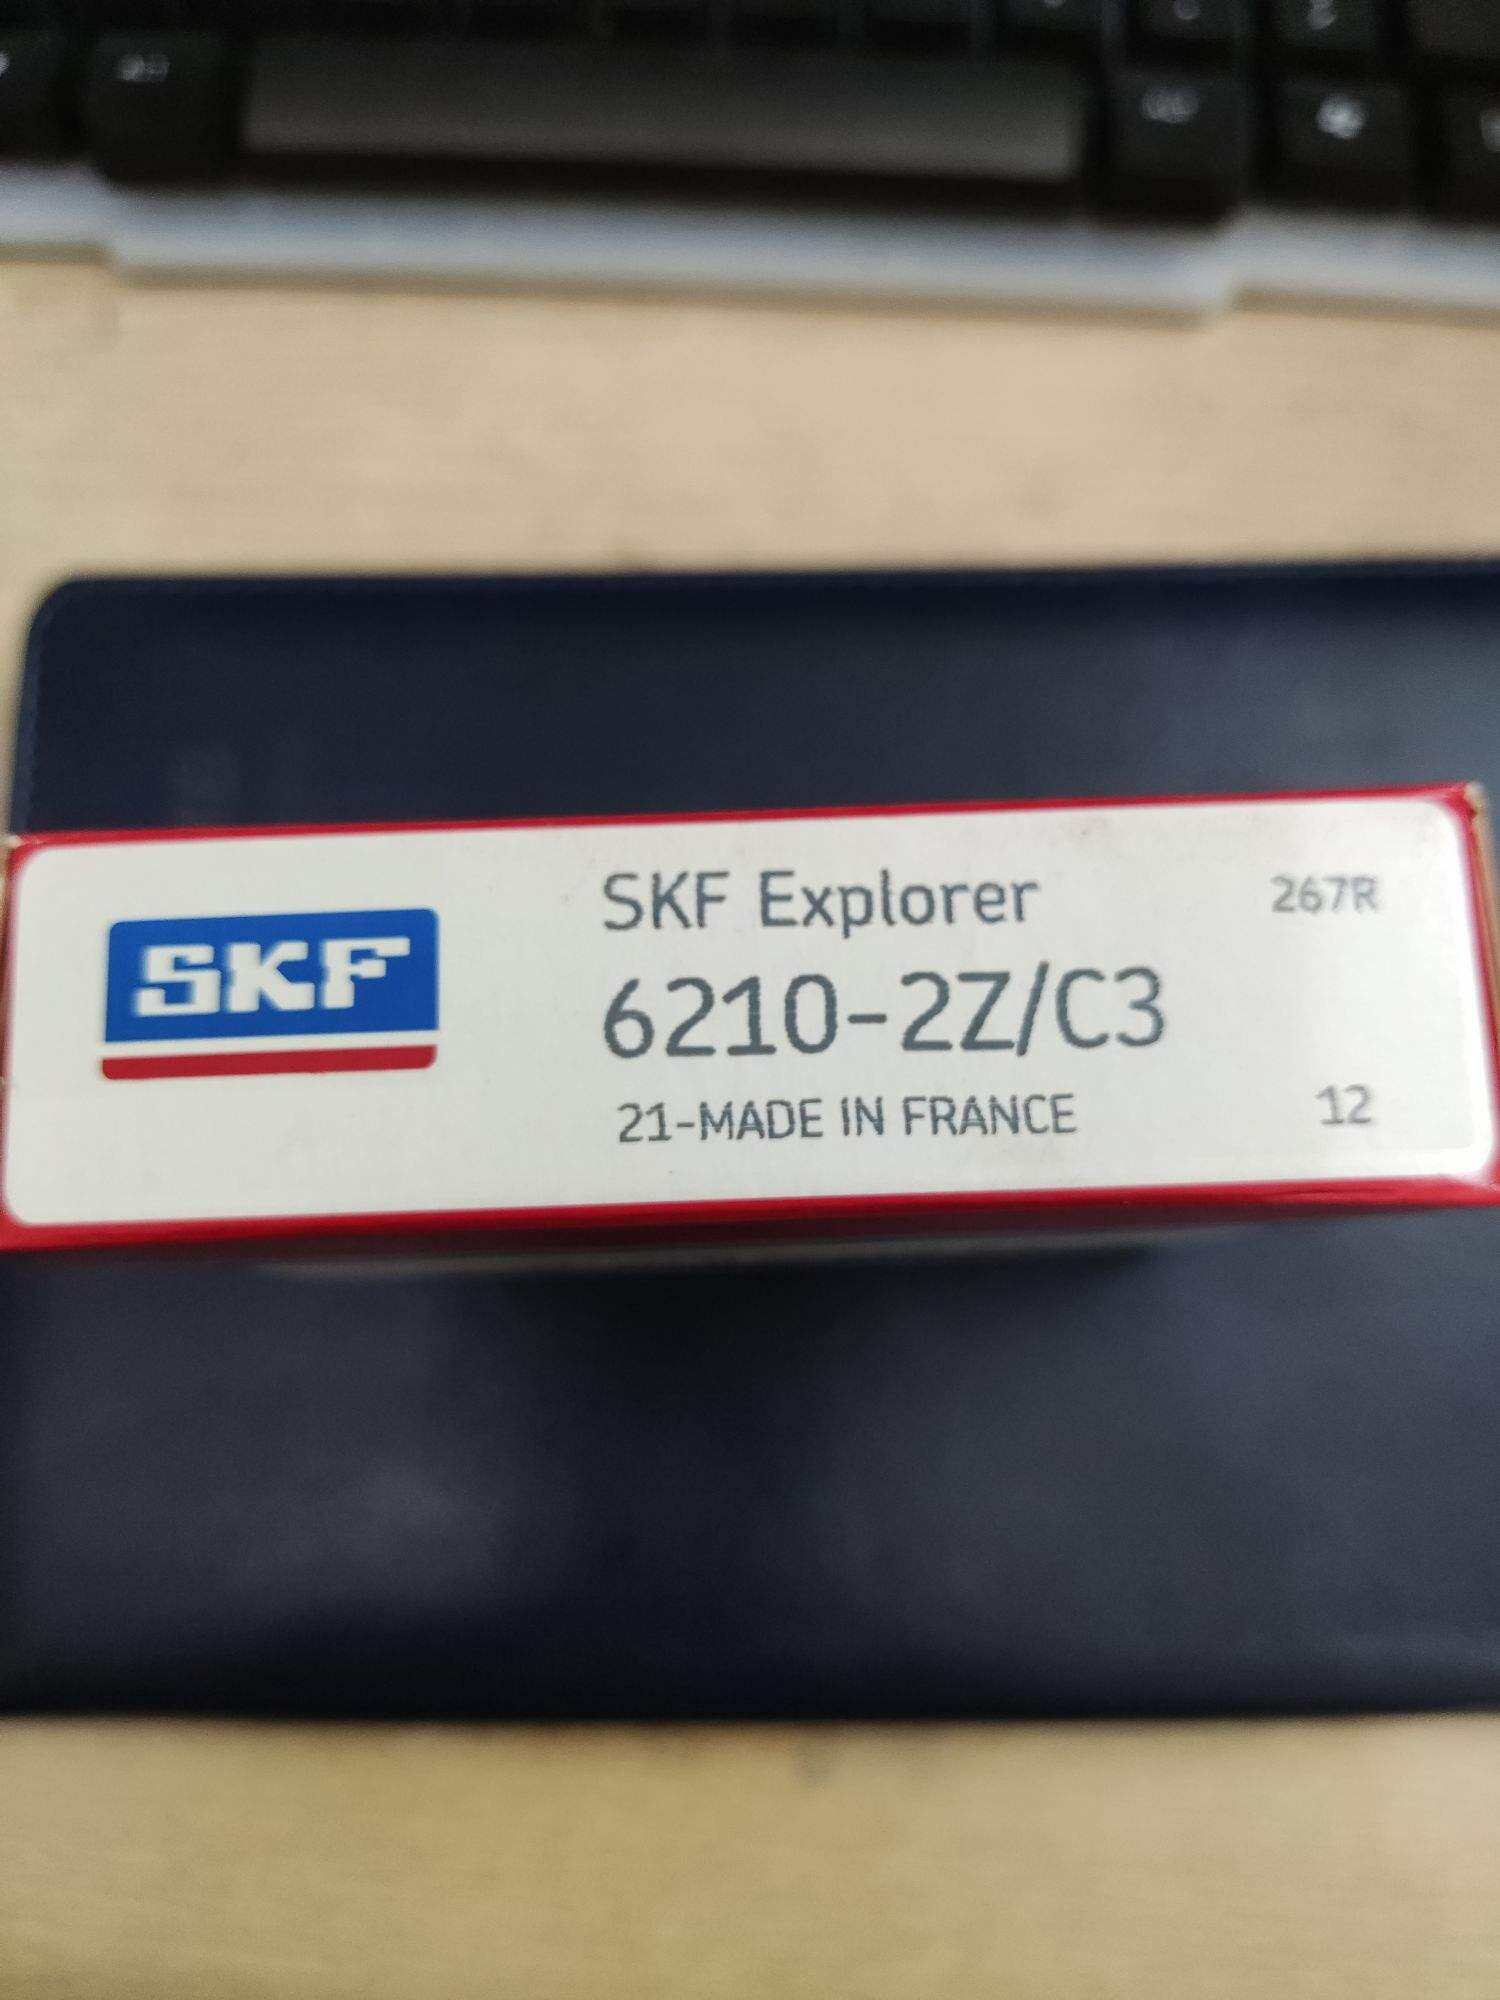 SKF
SKF Explorer 267R
6210-2Z/C3
21-MADE IN FRANCE 12